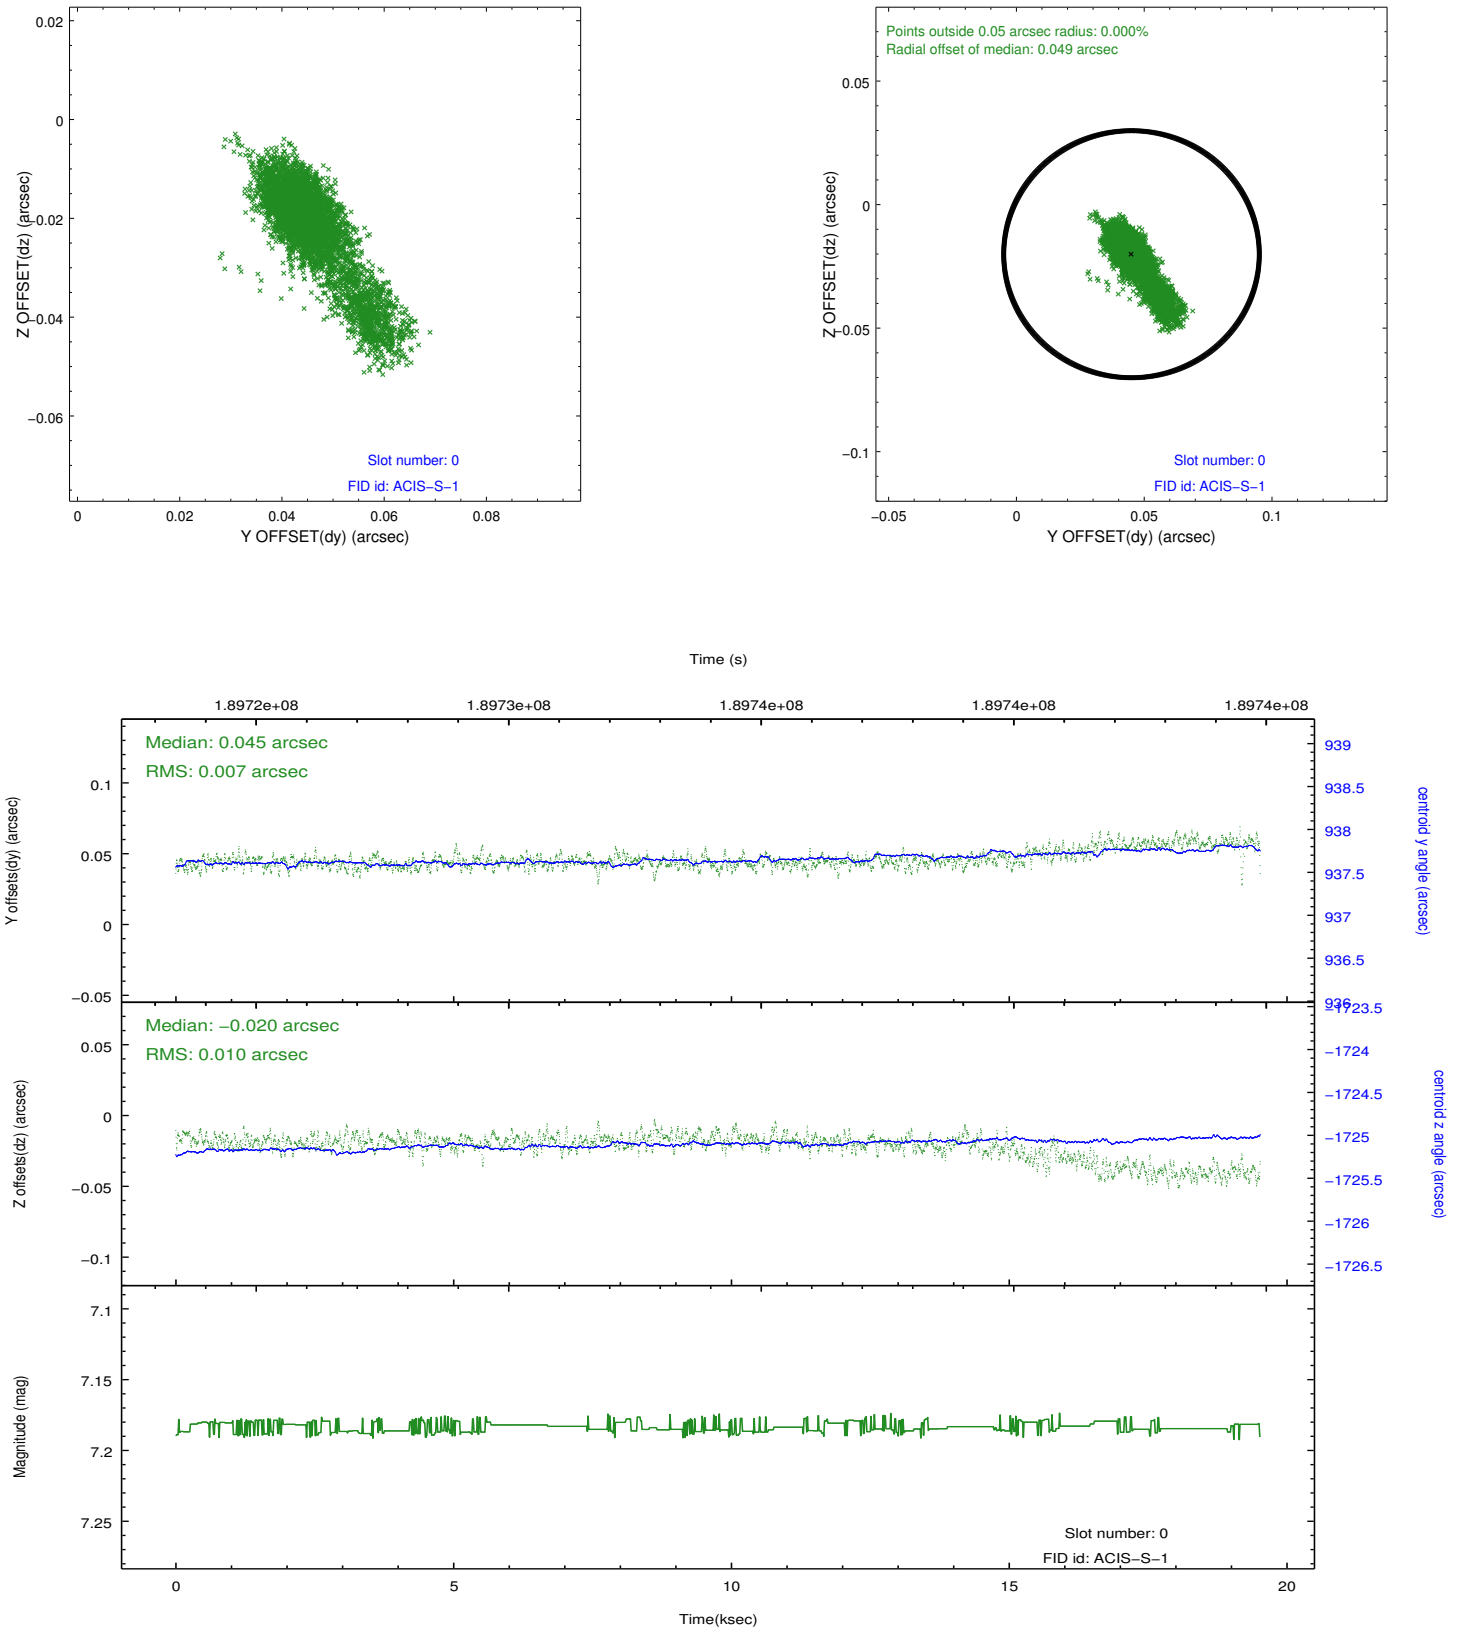 0.02
0
−0.02
−0.04
−0.06
Z OFFSET(dz) (arcsec)
Slot number: 0
FID id: ACIS−S−1
0 0.02 0.04 0.06 0.08
Y OFFSET(dy) (arcsec)
Points outside 0.05 arcsec radius: 0.000%
Radial offset of median: 0.049 arcsec
0.05
0
−0.05
−0.1
Z OFFSET(dz) (arcsec)
Slot number: 0
FID id: ACIS−S−1
−0.05 0 0.05 0.1
Y OFFSET(dy) (arcsec)
Time (s)
1.8972e+08 1.8973e+08 1.8974e+08 1.8974e+08 1.8974e+08
Median: 0.045 arcsec
RMS: 0.007 arcsec
0.1
0.05
0
−0.05
Y offsets(dy) (arcsec)
939
938.5
938
937.5
937
936.5
936
centroid y angle (arcsec)
Median: −0.020 arcsec
RMS: 0.010 arcsec
0.05
0
−0.05
−0.1
Z offsets(dz) (arcsec)
−1723.5
−1724
−1724.5
−1725
−1725.5
−1726
−1726.5
centroid z angle (arcsec)
7.1
7.15
7.2
7.25
Magnitude (mag)
Slot number: 0
FID id: ACIS−S−1
0 5 10 15 20
Time(ksec)